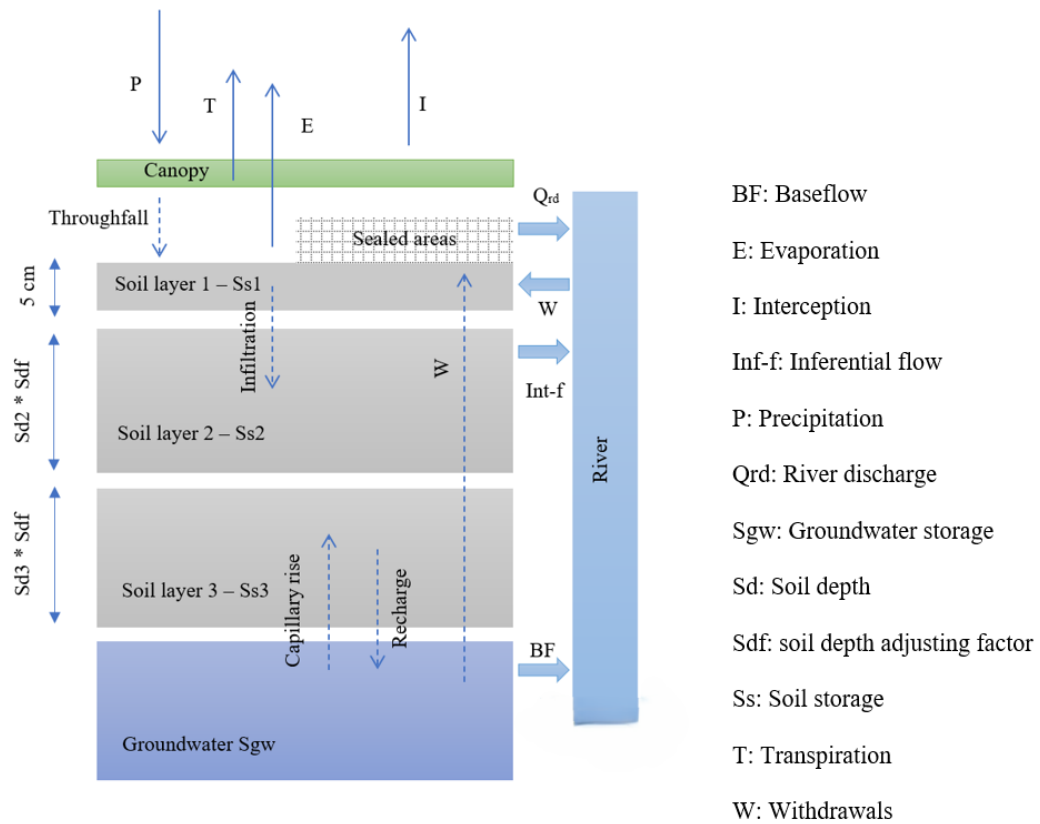 P
T
E
I
Canopy
Throughfall
Qrd
Sealed areas
5 cm
Soil layer 1 – Ss1
W
Infiltration
Sd2 * Sdf
W
Int-f
Soil layer 2 – Ss2
River
Sd3 * Sdf
Soil layer 3 – Ss3
Capillary rise
Recharge
BF
Groundwater Sgw
BF: Baseflow
E: Evaporation
I: Interception
Inf-f: Inferential flow
P: Precipitation
Qrd: River discharge
Sgw: Groundwater storage
Sd: Soil depth
Sdf: soil depth adjusting factor
Ss: Soil storage
T: Transpiration
W: Withdrawals